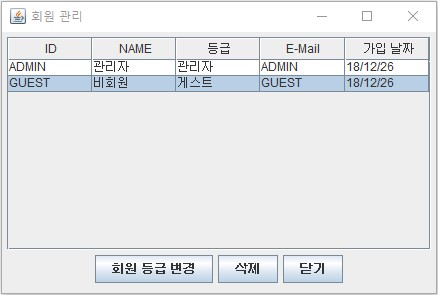 회원 관리
ID NAME 등급 E-Mail 가입 날짜
ADMIN 관리자 관리자 ADMIN 18/12/26
GUEST 비회원 게스트 GUEST 18/12/26
회원 등급 변경 삭제 닫기